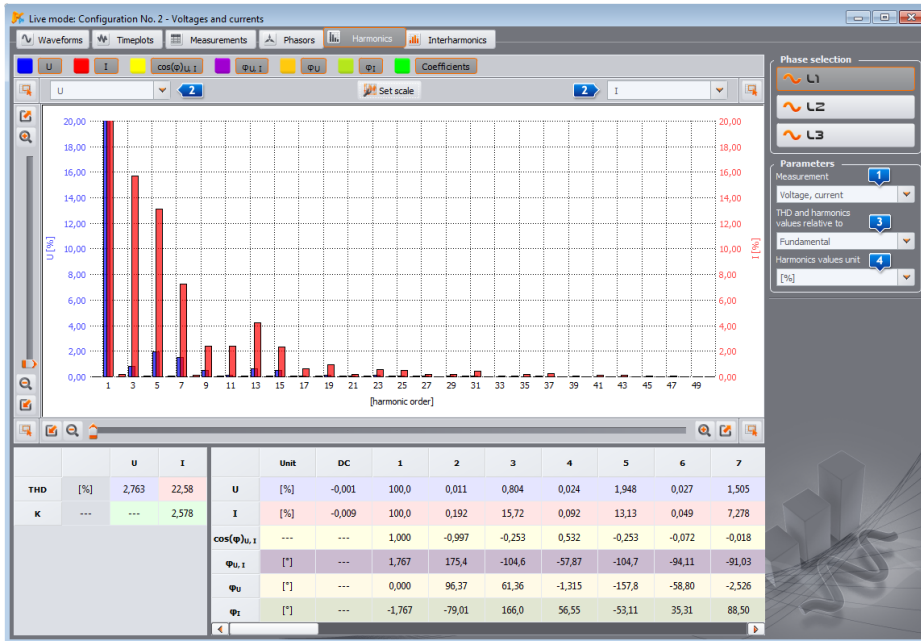 Live mode: Configuration No. 2 - Voltages and currents
Waveforms Timeplots Measurements Phasors Harmonics Interharmonics
U I cos(φ)U, I φU, I φU φI Coefficients
U 2 Set scale 2 I
20,00 20,00
18,00 18,00
16,00 16,00
14,00 14,00
12,00 12,00
10,00 10,00
8,00 8,00
6,00 6,00
4,00 4,00
2,00 2,00
0,00 0,00
U [%]
I [%]
1 3 5 7 9 11 13 15 17 19 21 23 25 27 29 31 33 35 37 39 41 43 45 47 49
[harmonic order]
Phase selection
L1
L2
L3
Parameters
Measurement 1
Voltage, current
THD and harmonics
values relative to 3
Fundamental
Harmonics values unit 4
[%]
U I
THD [%] 2,763 22,58
K --- --- 2,578
Unit DC 1 2 3 4 5 6 7
U [%] -0,001 100,0 0,011 0,804 0,024 1,948 0,027 1,505
I [%] -0,009 100,0 0,192 15,72 0,092 13,13 0,049 7,278
cos(φ)U, I --- --- 1,000 -0,997 -0,253 0,532 -0,253 -0,072 -0,018
φU, I [°] --- 1,767 175,4 -104,6 -57,87 -104,7 -94,11 -91,03
φU [°] --- 0,000 96,37 61,36 -1,315 -157,8 -58,80 -2,526
φI [°] --- -1,767 -79,01 166,0 56,55 -53,11 35,31 88,50